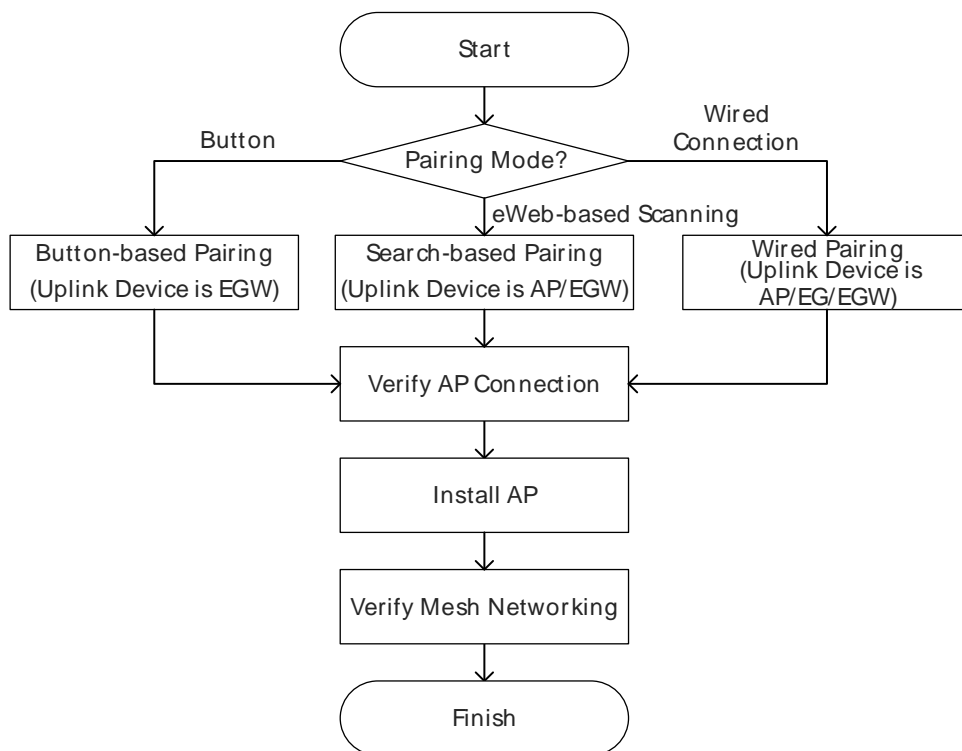 Start
Button
Wired
Connection
Pairing Mode?
eWeb-based Scanning
Button-based Pairing
(Uplink Device is EGW)
Search-based Pairing
(Uplink Device is AP/EGW)
Wired Pairing
(Uplink Device is
AP/EG/EGW)
Verify AP Connection
Install AP
Verify Mesh Networking
Finish